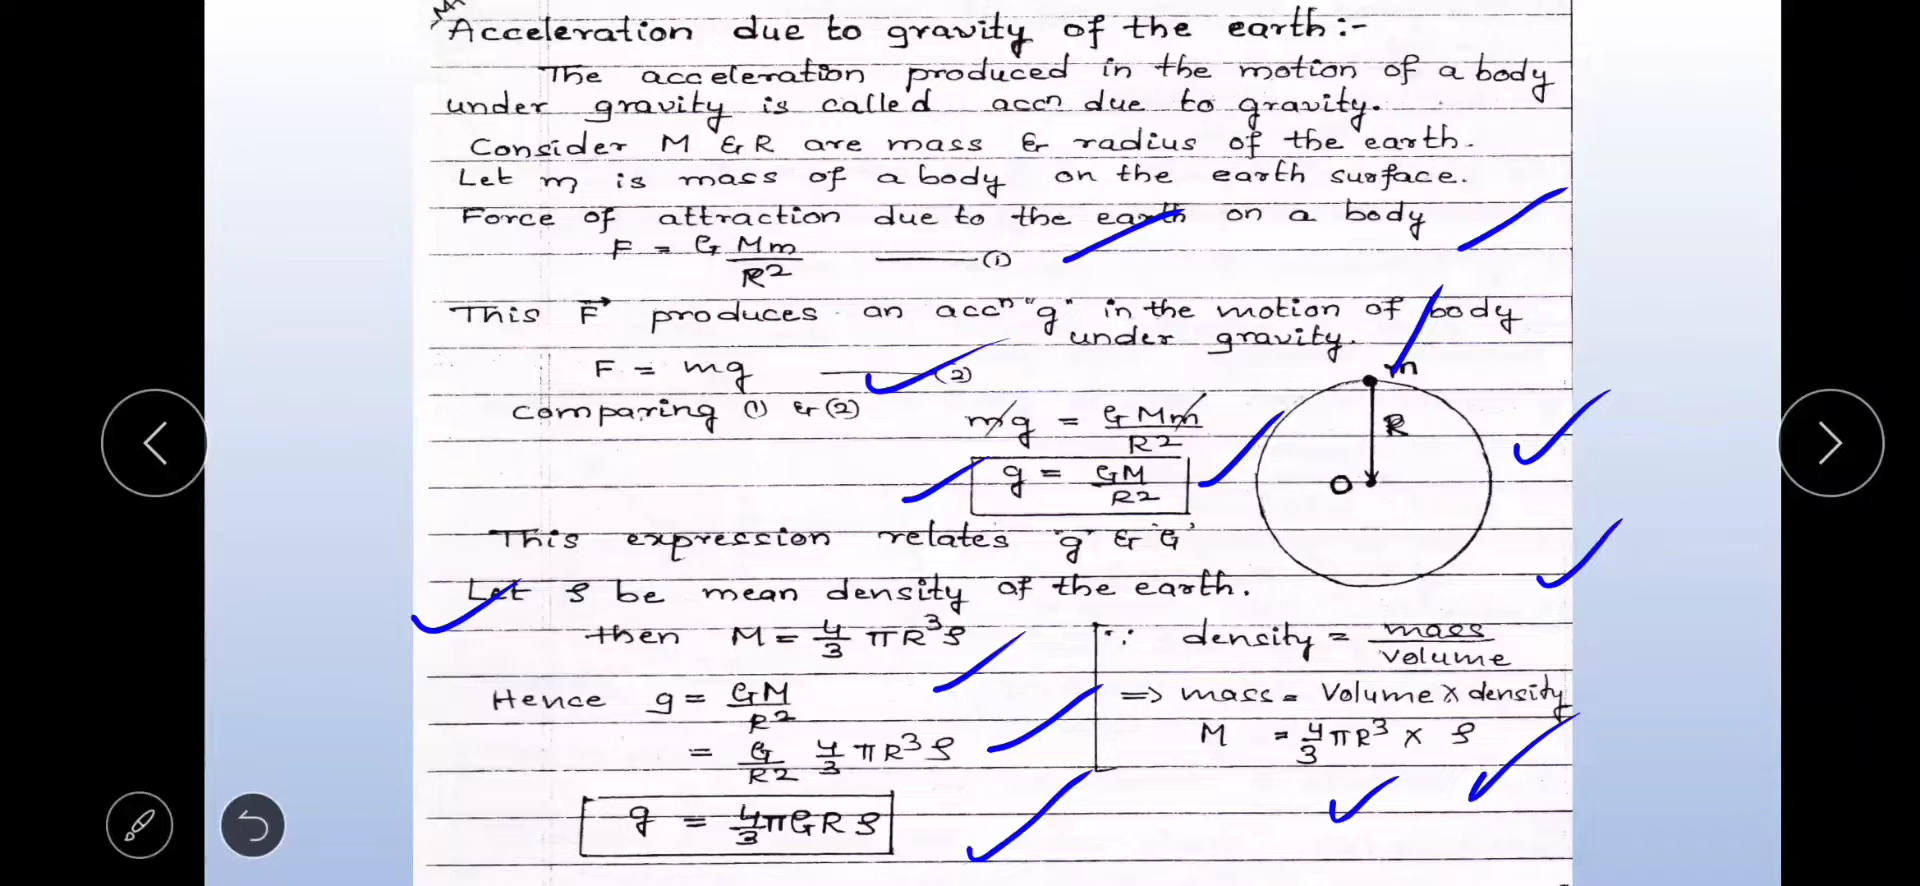 Acceleration due to gravity of the earth:-
The acceleration produced in the motion of a body
under gravity is called accn due to gravity.
Consider M & R are mass & radius of the earth.
Let m is mass of a body on the earth surface.
Force of attraction due to the earth on a body
F = G Mm / R² ——— (1)
This F⃗ produces an accⁿ "g" in the motion of body
under gravity.
F = mg ——— (2)
m
comparing (1) & (2)
mg = G Mm / R²
R
g = GM / R²
O
This expression relates 'g' & 'G'
Let ρ be mean density of the earth.
then M = 4/3 πR³ρ
∵ density = mass / volume
Hence g = GM / R²
⇒ mass = Volume × density
= G/R² 4/3 πR³ρ
M = 4/3 πR³ × ρ
g = 4/3 πGRρ